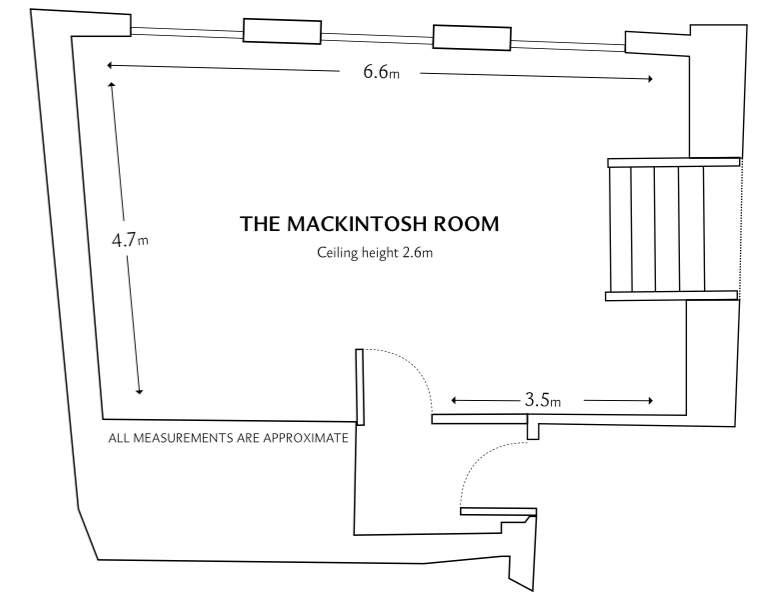 6.6m
THE MACKINTOSH ROOM
4.7m
Ceiling height 2.6m
3.5m
ALL MEASUREMENTS ARE APPROXIMATE